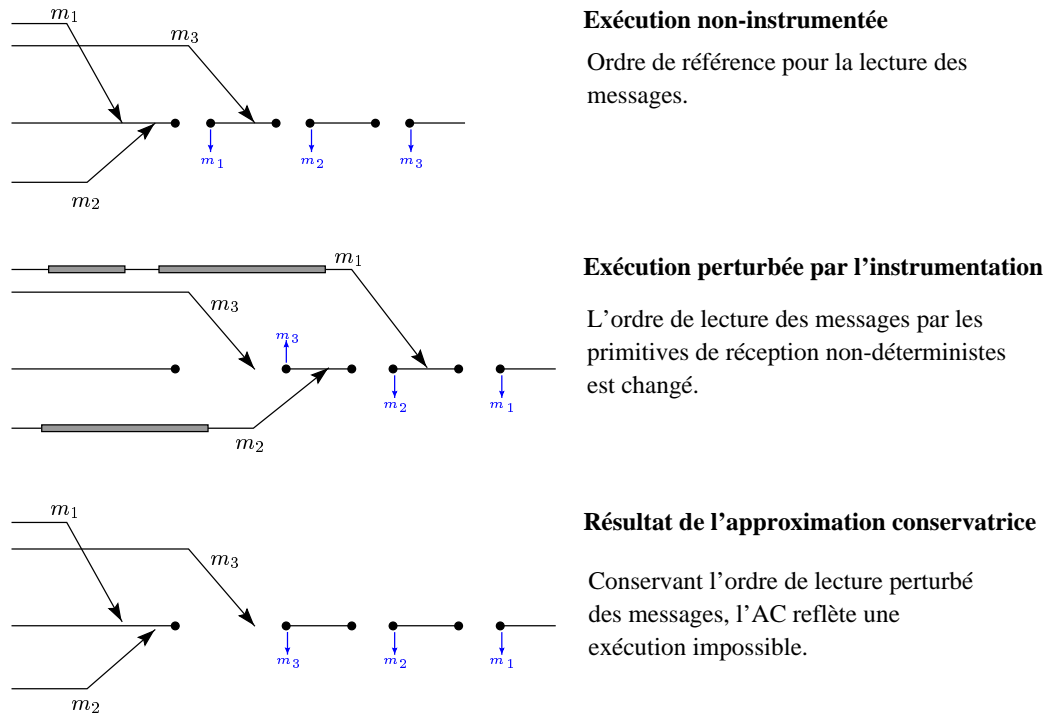 m1
m3
m1 m2 m3
m2
Exécution non-instrumentée
Ordre de référence pour la lecture des
messages.
m1
m3
m3
m2 m1
m2
Exécution perturbée par l'instrumentation
L'ordre de lecture des messages par les
primitives de réception non-déterministes
est changé.
m1
m3
m3 m2 m1
m2
Résultat de l'approximation conservatrice
Conservant l'ordre de lecture perturbé
des messages, l'AC reflète une
exécution impossible.